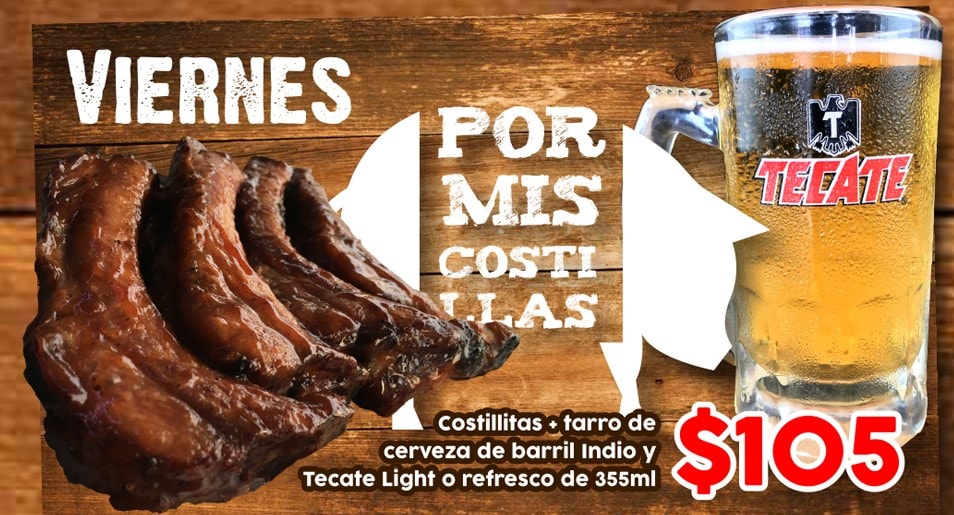 VIERNES
POR
MIS
COSTI
LLAS
T
TECATE
Costillitas + tarro de
cerveza de barril Indio y
Tecate Light o refresco de 355ml
$105